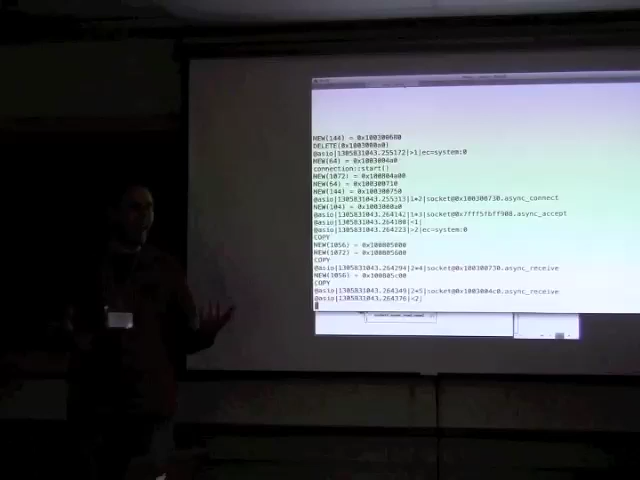 NEW(144) = 0x100300680
DELETE(0x1003000a0)
@asio|1305831043.255172|>1|ec=system:0
NEW(64) = 0x1003004a0
connection::start()
NEW(1072) = 0x100804a00
NEW(64) = 0x100300710
NEW(144) = 0x100300750
@asio|1305831043.255313|1*2|socket@0x100300730.async_connect
NEW(104) = 0x1003000a0
@asio|1305831043.264142|1*3|socket@0x7fff5fbff908.async_accept
@asio|1305831043.264188|<1|
@asio|1305831043.264223|>2|ec=system:0
COPY
NEW(1056) = 0x100805000
NEW(1072) = 0x100805600
COPY
@asio|1305831043.264294|2*4|socket@0x100300730.async_receive
NEW(1056) = 0x100805c00
COPY
@asio|1305831043.264349|2*5|socket@0x1003004c0.async_receive
@asio|1305831043.264376|<2|